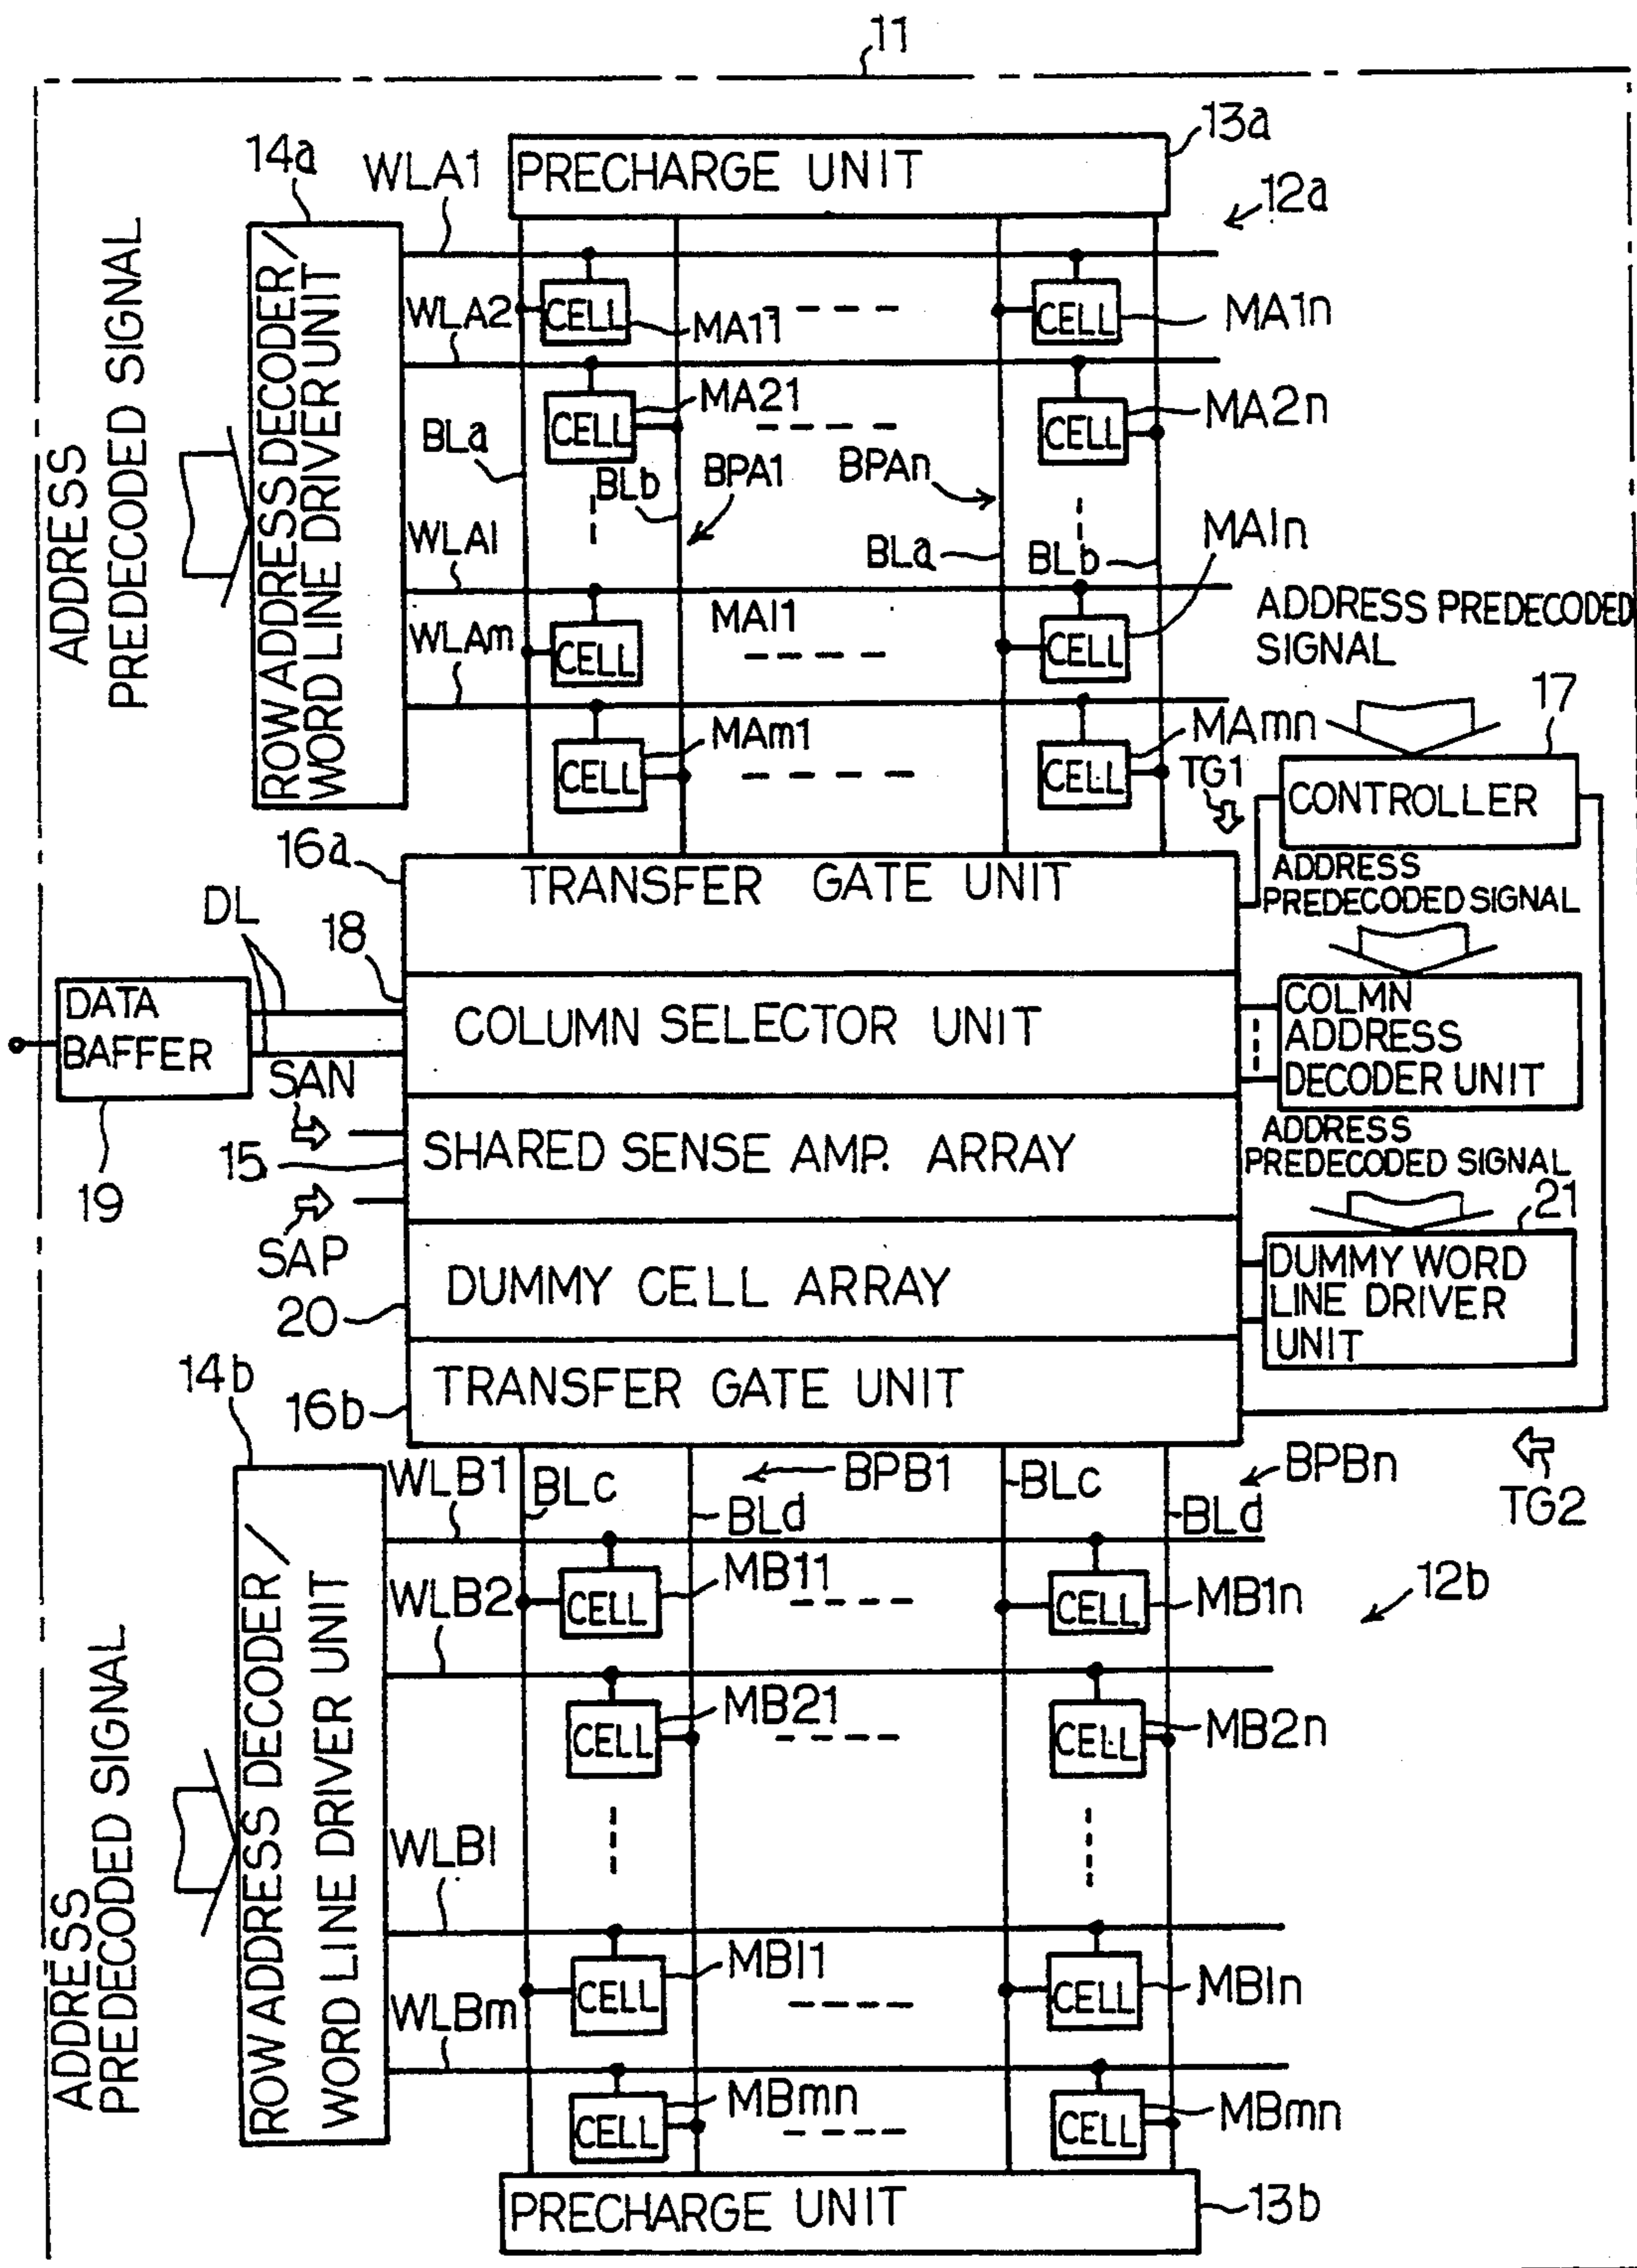 11
13a
PRECHARGE UNIT
14a
WLA1
12a
ADDRESS
PREDECODED SIGNAL
ROW ADDRESS DECODER/
WORD LINE DRIVER UNIT
CELL
MA11
CELL
MA1n
WLA2
CELL
MA21
CELL
MA2n
BLa
BLb
BPA1
BPAn
BLa
BLb
WLAl
CELL
MAl1
CELL
MAln
WLAm
CELL
MAm1
CELL
MAmn
ADDRESS PREDECODED
SIGNAL
17
TG1
CONTROLLER
16a
TRANSFER GATE UNIT
ADDRESS
PREDECODED SIGNAL
DL
18
DATA
BAFFER
19
COLUMN SELECTOR UNIT
COLMN
ADDRESS
DECODER UNIT
SAN
15
SHARED SENSE AMP. ARRAY
ADDRESS
PREDECODED SIGNAL
21
SAP
20
DUMMY CELL ARRAY
DUMMY WORD
LINE DRIVER
UNIT
14b
16b
TRANSFER GATE UNIT
WLB1
BLc
BPB1
BLd
BLc
BPBn
BLd
TG2
ADDRESS
PREDECODED SIGNAL
ROW ADDRESS DECODER/
WORD LINE DRIVER UNIT
CELL
MB11
CELL
MB1n
12b
WLB2
CELL
MB21
CELL
MB2n
WLBl
CELL
MBl1
CELL
MBln
WLBm
CELL
MBmn
CELL
MBmn
PRECHARGE UNIT
13b